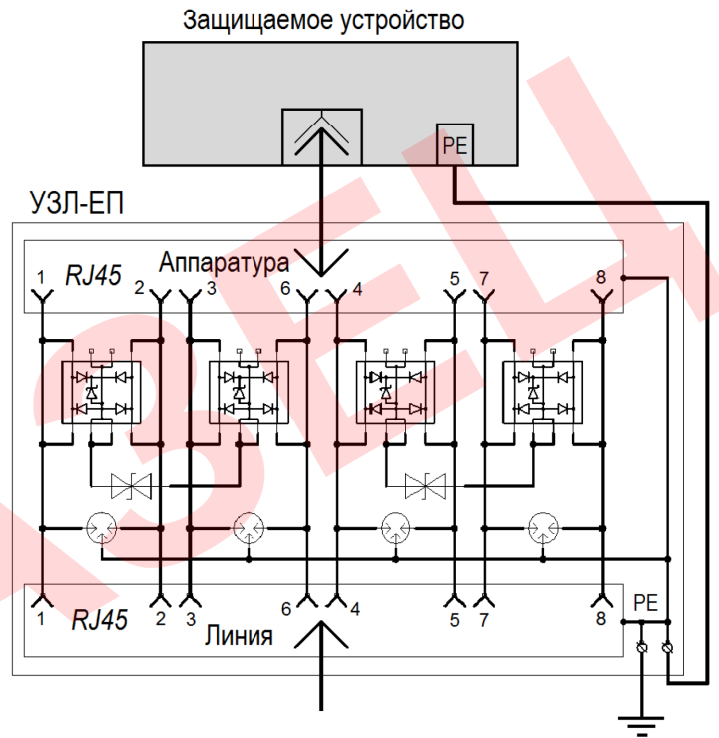 Защищаемое устройство
PE
УЗЛ-ЕП
1 RJ45 2 Аппаратура 3 6 4 5 7 8
1 RJ45 2 3 Линия 6 4 5 7 8 PE
АЗЕЦ